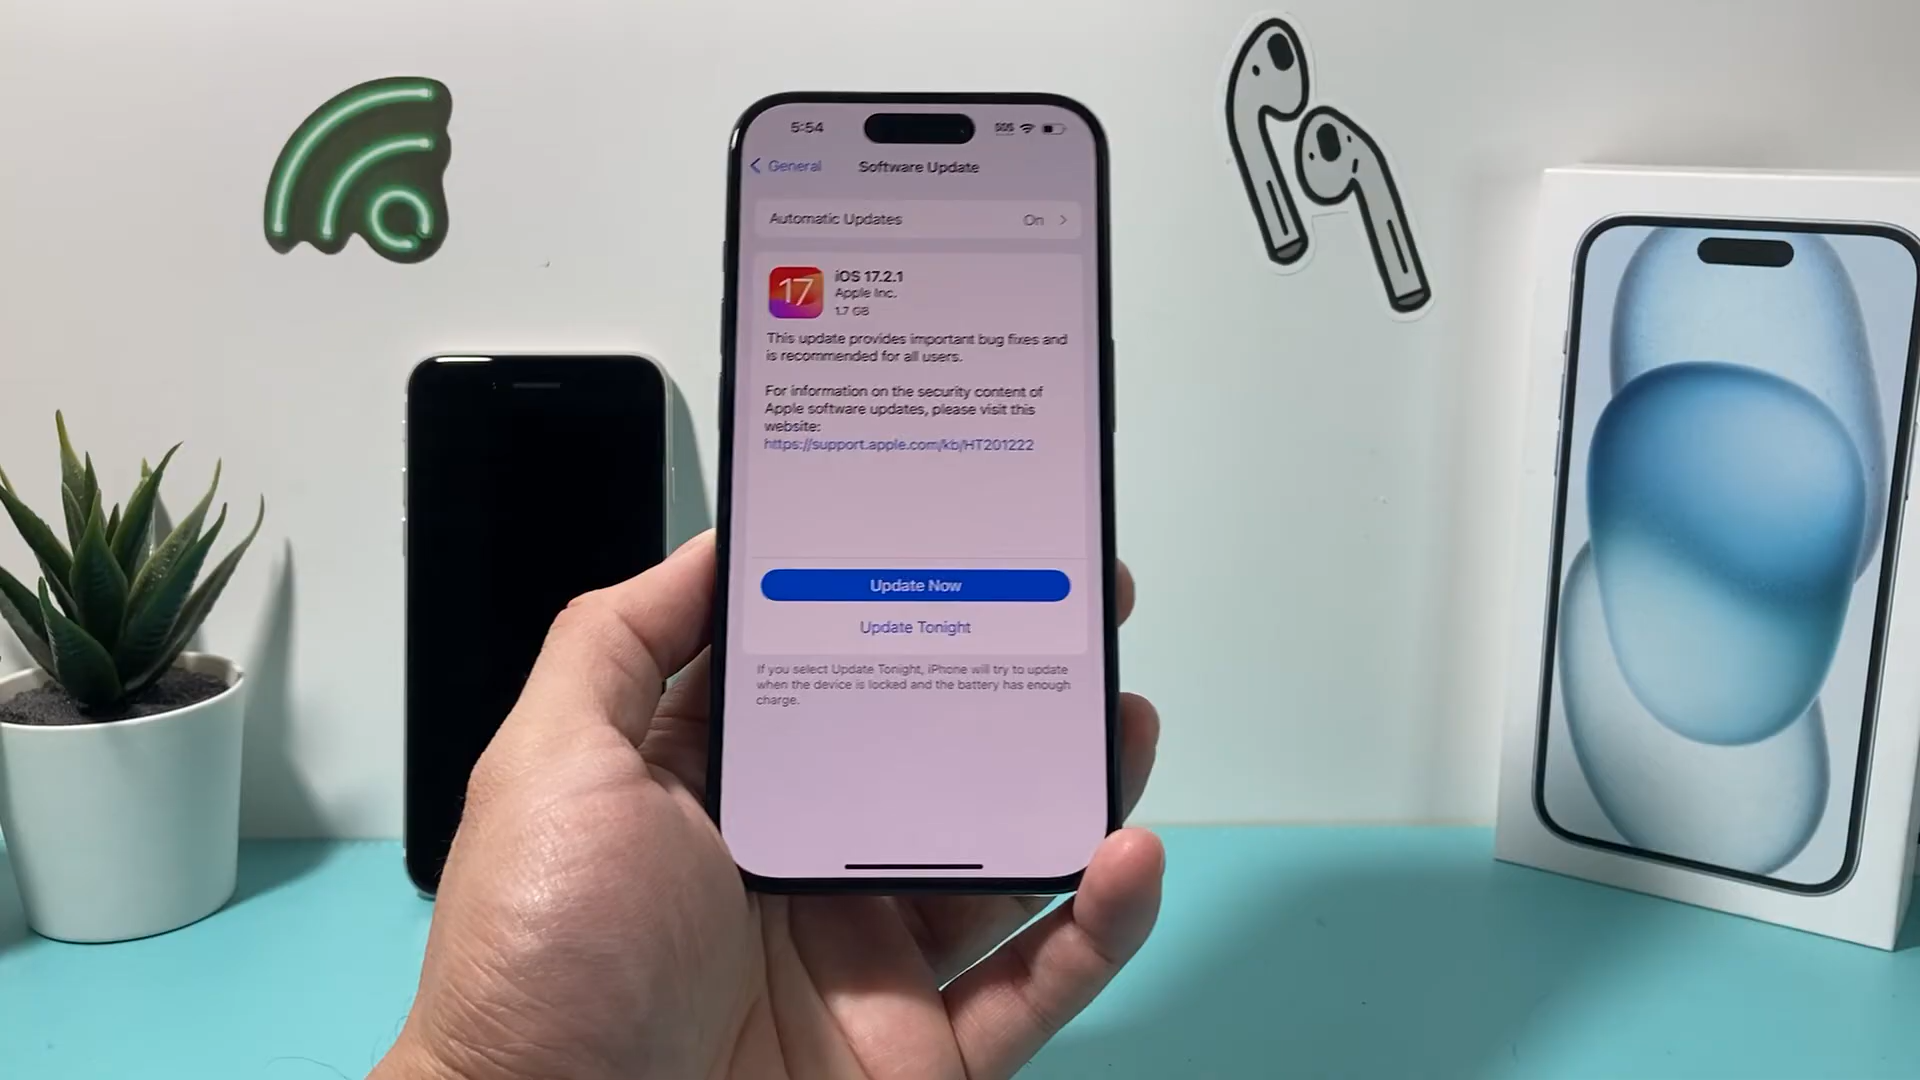 5:54
SOS
General
Software Update
Automatic Updates
On
17
iOS 17.2.1
Apple Inc.
1.7 GB
This update provides important bug fixes and
is recommended for all users.
For information on the security content of
Apple software updates, please visit this
website:
https://support.apple.com/kb/HT201222
Update Now
Update Tonight
If you select Update Tonight, iPhone will try to update
when the device is locked and the battery has enough
charge.